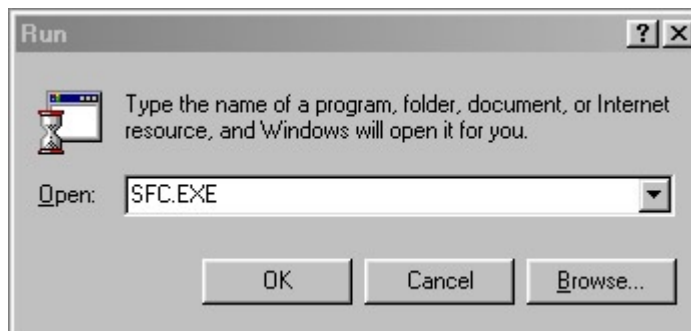 Run
Type the name of a program, folder, document, or Internet
resource, and Windows will open it for you.
Open: SFC.EXE
OK Cancel Browse...